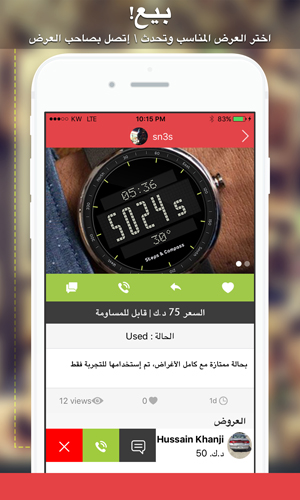 بيع!
اختر العرض المناسب وتحدث \ إتصل بصاحب العرض
KW LTE 10:15 PM 83%
sn3s
05:36
5024s
30°
Steps & Compass
السعر 75 د.ك | قابل للمساومة
الحالة : Used
بحالة ممتازة مع كامل الأغراض، تم إستخدامها للتجربة فقط
12 views 0 1d
العروض
Hussain Khanji
50 د.ك.